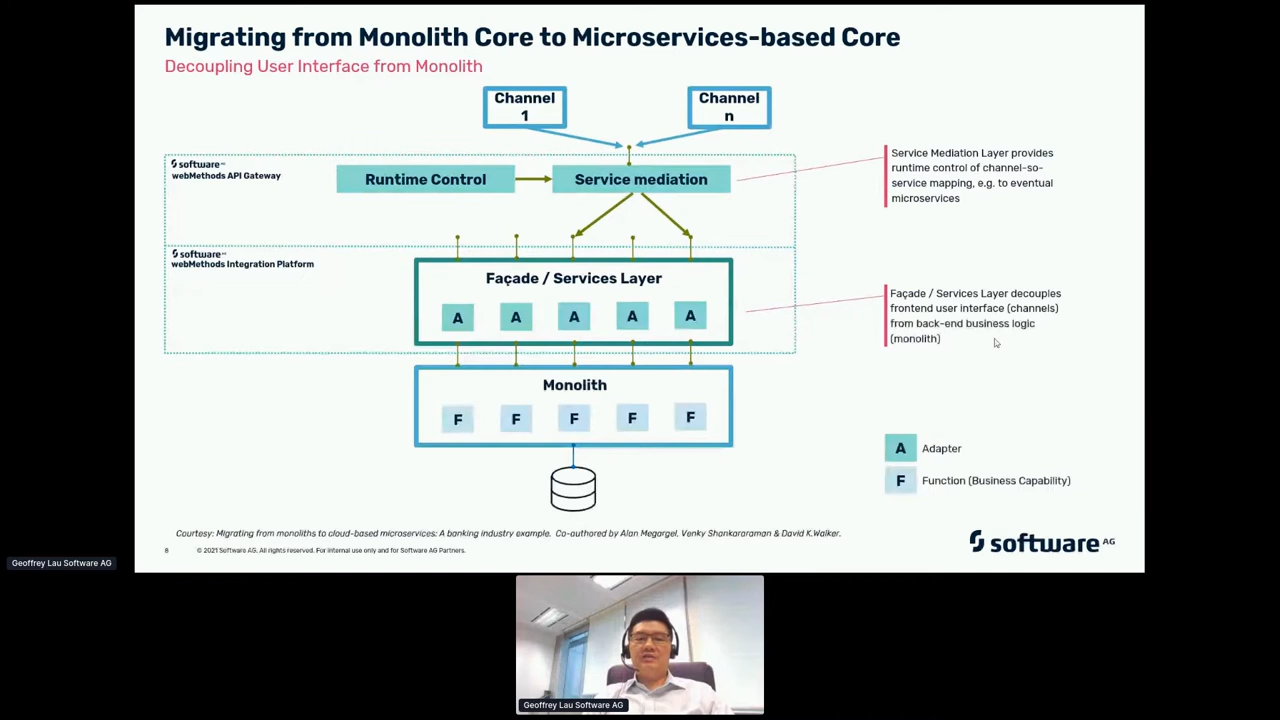 Migrating from Monolith Core to Microservices-based Core
Decoupling User Interface from Monolith
Channel
1
Channel
n
software AG
webMethods API Gateway
Runtime Control
Service mediation
Service Mediation Layer provides
runtime control of channel-so-
service mapping, e.g. to eventual
microservices
software AG
webMethods Integration Platform
Façade / Services Layer
A A A A A
Façade / Services Layer decouples
frontend user interface (channels)
from back-end business logic
(monolith)
Monolith
F F F F F
A Adapter
F Function (Business Capability)
Courtesy: Migrating from monoliths to cloud-based microservices: A banking industry example. Co-authored by Alan Megargel, Venky Shankararaman & David K.Walker.
8 © 2021 Software AG. All rights reserved. For internal use only and for Software AG Partners.
software AG
Geoffrey Lau Software AG
Geoffrey Lau Software AG